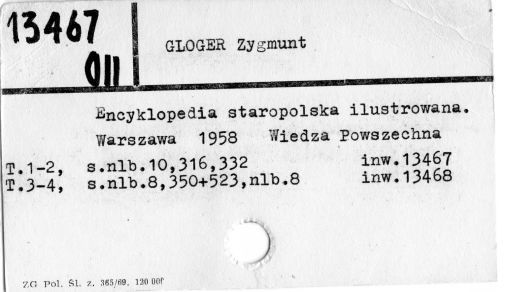 13467
OII
GLOGER Zygmunt
Encyklopedia staropolska ilustrowana.
Warszawa 1958 Wiedza Powszechna
T.1-2, s.nlb.10,316,332 inw.13467
T.3-4, s.nlb.8,350+523,nlb.8 inw.13468
ZG Pol. Śl. z. 365/69. 120 000